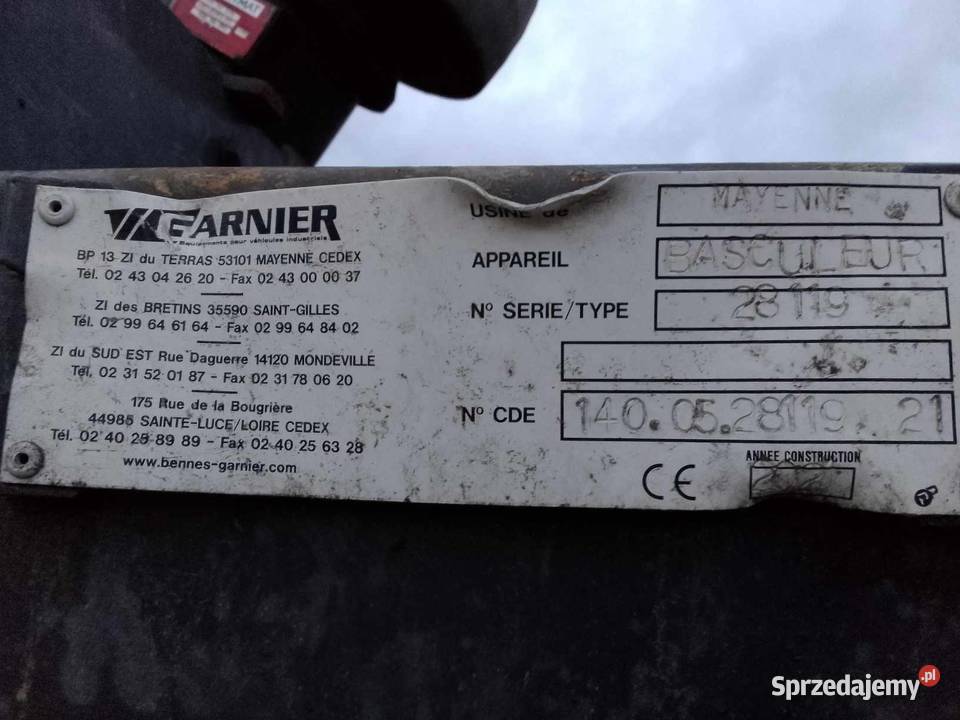 GARNIER
Equipements pour véhicules industriels
BP 13 ZI du TERRAS 53101 MAYENNE CEDEX
Tél. 02 43 04 26 20 - Fax 02 43 00 00 37
ZI des BRETINS 35590 SAINT-GILLES
Tél. 02 99 64 61 64 - Fax 02 99 64 84 02
ZI du SUD EST Rue Daguerre 14120 MONDEVILLE
Tél. 02 31 52 01 87 - Fax 02 31 78 06 20
175 Rue de la Bougrière
44985 SAINTE-LUCE/LOIRE CEDEX
Tél. 02 40 25 89 89 - Fax 02 40 25 63 28
www.bennes-garnier.com
USINE de MAYENNE
APPAREIL BASCULEUR
N° SERIE/TYPE 28119
N° CDE 140.05.28119 21
ANNEE CONSTRUCTION
CE
Sprzedajemy.pl